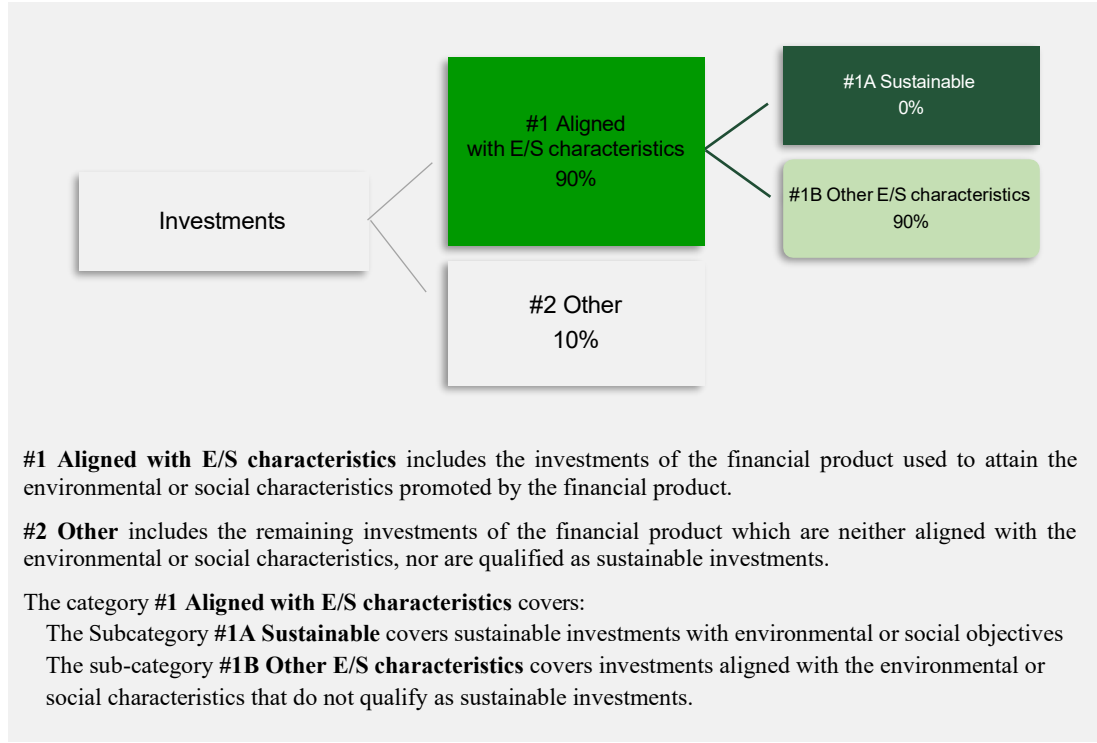 #1A Sustainable
0%
#1 Aligned
with E/S characteristics
90%
#1B Other E/S characteristics
90%
Investments
#2 Other
10%
#1 Aligned with E/S characteristics includes the investments of the financial product used to attain the
environmental or social characteristics promoted by the financial product.
#2 Other includes the remaining investments of the financial product which are neither aligned with the
environmental or social characteristics, nor are qualified as sustainable investments.
The category #1 Aligned with E/S characteristics covers:
The Subcategory #1A Sustainable covers sustainable investments with environmental or social objectives
The sub-category #1B Other E/S characteristics covers investments aligned with the environmental or
social characteristics that do not qualify as sustainable investments.